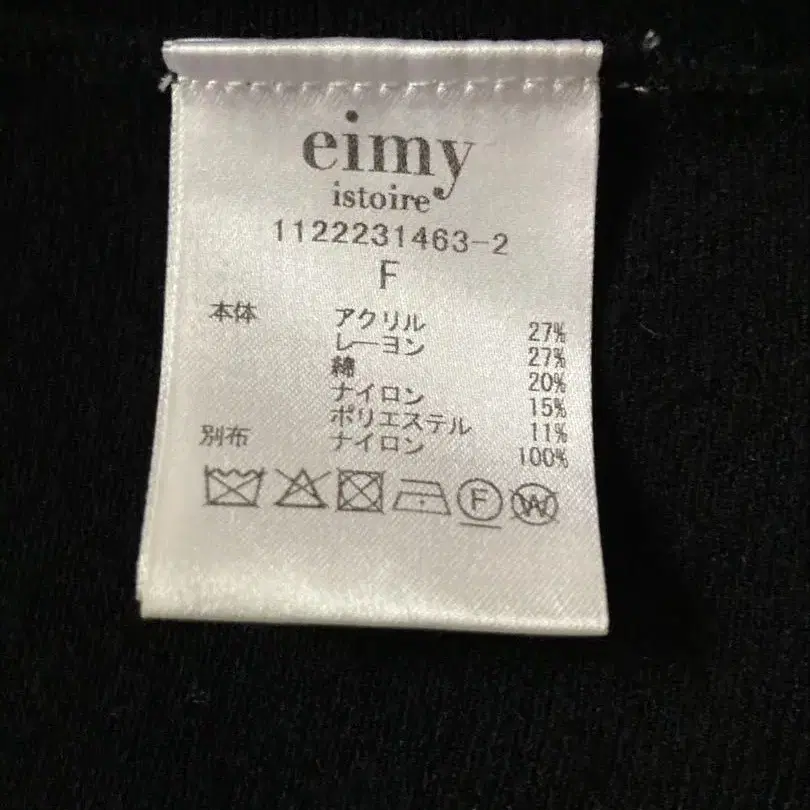 eimy
istoire
1122231463-2
F
本体 アクリル 27%
レーヨン 27%
綿 20%
ナイロン 15%
ポリエステル 11%
別布 ナイロン 100%
F W